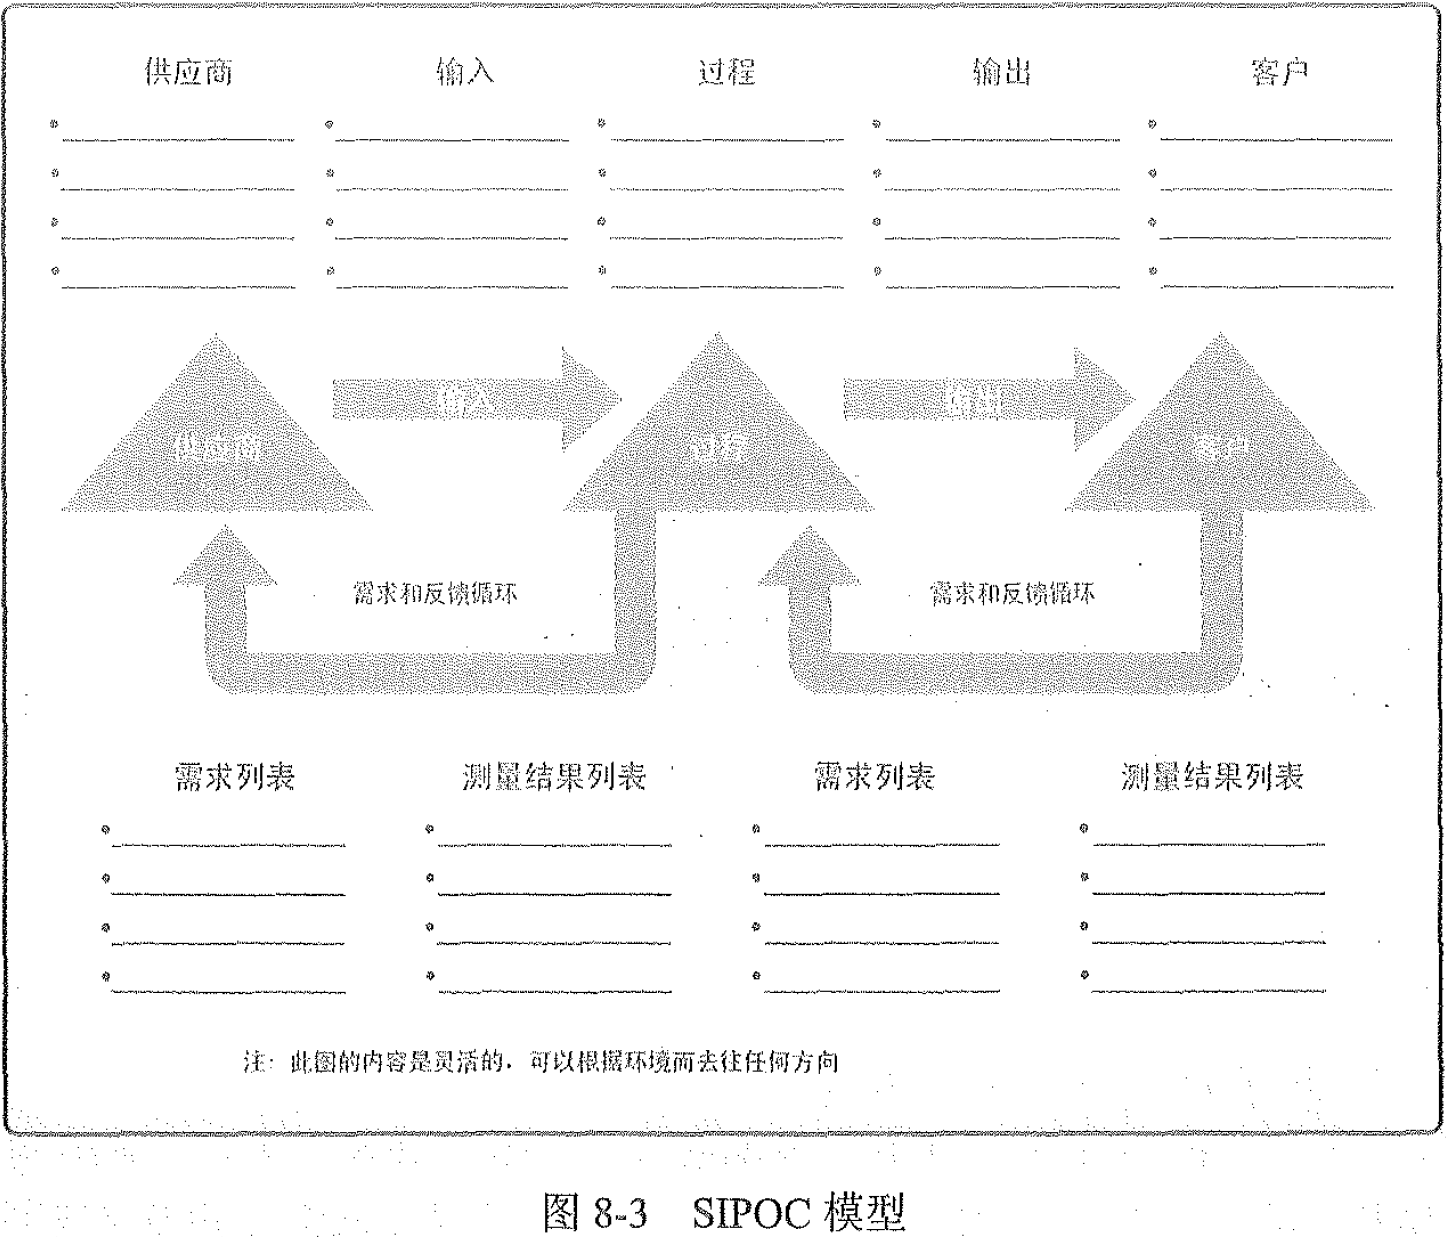 供应商 输入 过程 输出 客户
输入 输出
供应商 过程 客户
需求和反馈循环 需求和反馈循环
需求列表 测量结果列表 需求列表 测量结果列表
注：此图的内容是灵活的，可以根据环境而去往任何方向
图 8-3 SIPOC 模型